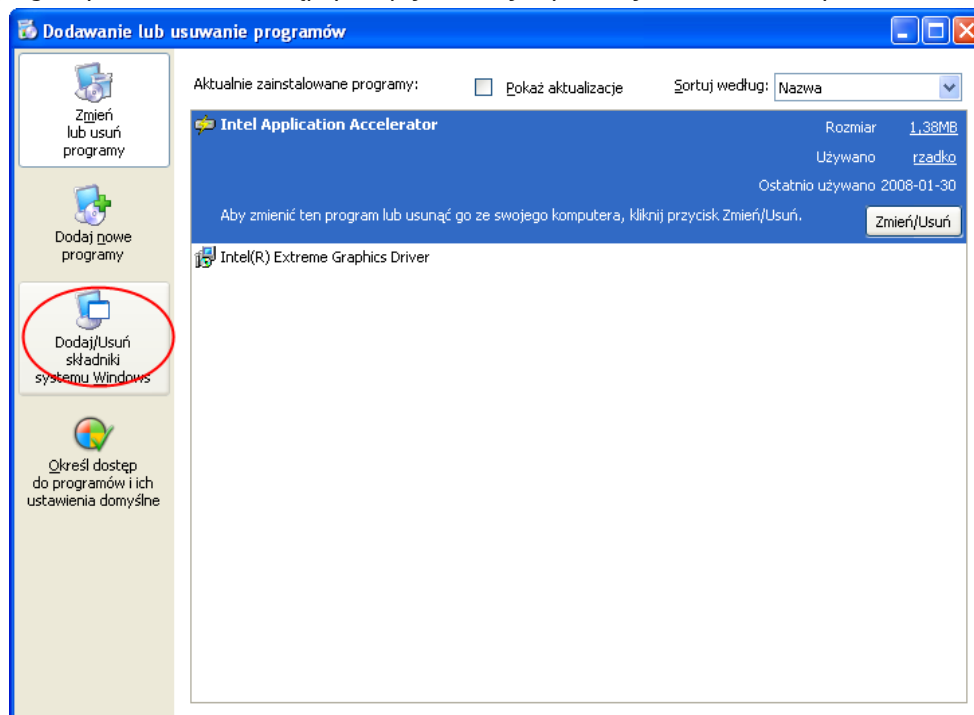 Dodawanie lub usuwanie programów
Zmień
lub usuń
programy
Dodaj nowe
programy
Dodaj/Usuń
składniki
systemu Windows
Określ dostęp
do programów i ich
ustawienia domyślne
Aktualnie zainstalowane programy:
Pokaż aktualizacje
Sortuj według:
Nazwa
Intel Application Accelerator
Rozmiar 1,38MB
Używano rzadko
Ostatnio używano 2008-01-30
Aby zmienić ten program lub usunąć go ze swojego komputera, kliknij przycisk Zmień/Usuń.
Zmień/Usuń
Intel(R) Extreme Graphics Driver